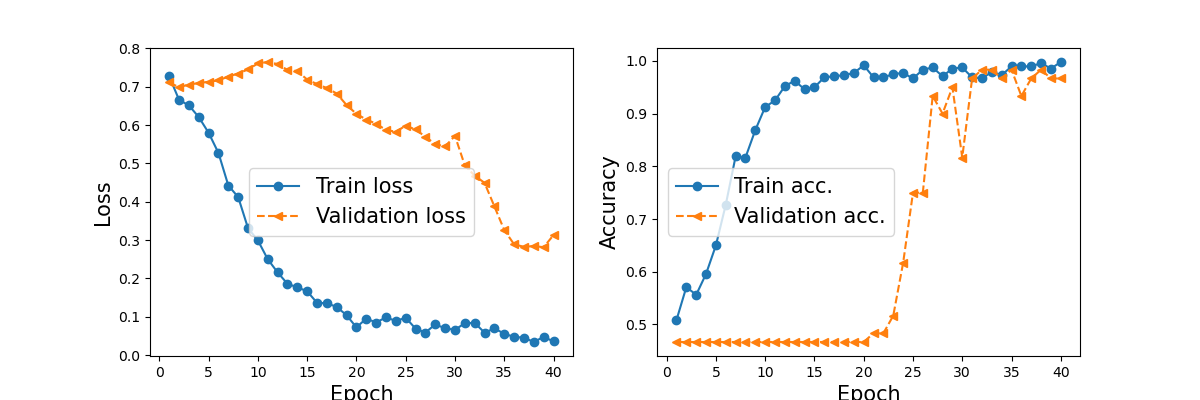 0.8
0.7
0.6
0.5
0.4
0.3
0.2
0.1
0.0
Loss
Train loss
Validation loss
0 5 10 15 20 25 30 35 40
Epoch
1.0
0.9
0.8
0.7
0.6
0.5
Accuracy
Train acc.
Validation acc.
0 5 10 15 20 25 30 35 40
Epoch